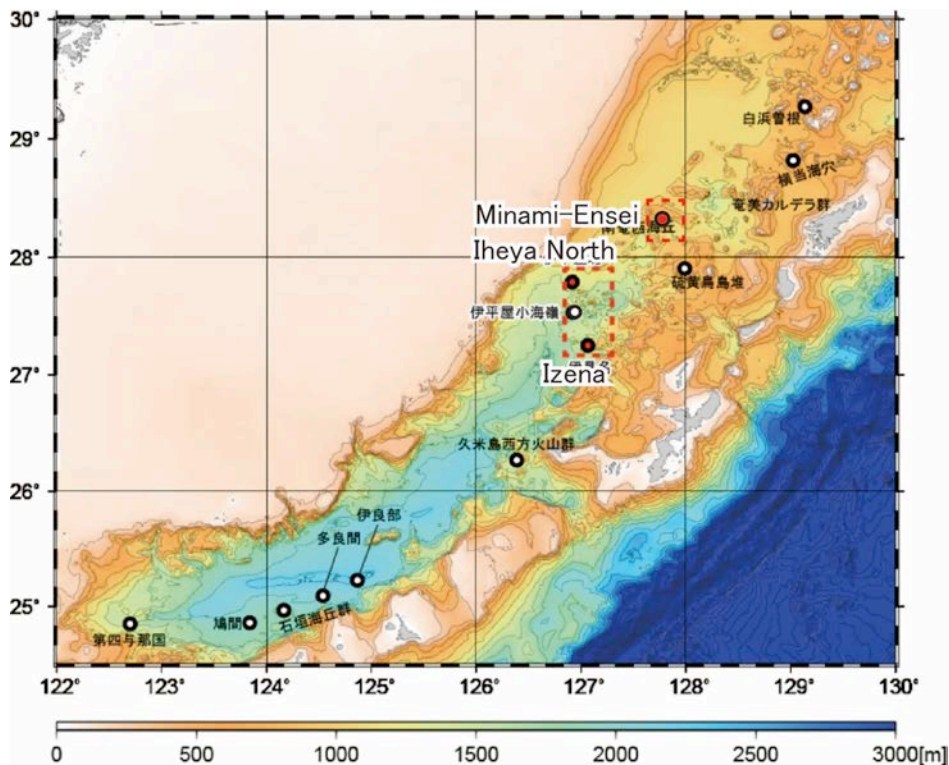 30°
29°
28°
27°
26°
25°
白浜曽根
横当海穴
奄美カルデラ群
Minami-Ensei
Iheya North
硫黄鳥島堆
伊平屋小海嶺
Izena
久米島西方火山群
伊良部
多良間
石垣海丘群
鳩間
第四与那国
122° 123° 124° 125° 126° 127° 128° 129° 130°
0 500 1000 1500 2000 2500 3000[m]